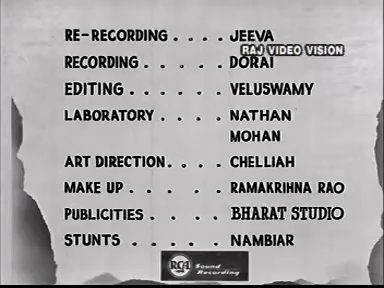 RE-RECORDING . . . . JEEVA
RAJ VIDEO VISION
RECORDING . . . . . DORAI
EDITING . . . . . . VELUSWAMY
LABORATORY . . . . NATHAN
MOHAN
ART DIRECTION. . . . CHELLIAH
MAKE UP . . . . . RAMAKRIHNA RAO
PUBLICITIES . . . . BHARAT STUDIO
STUNTS . . . . . NAMBIAR
RCA Sound
Recording